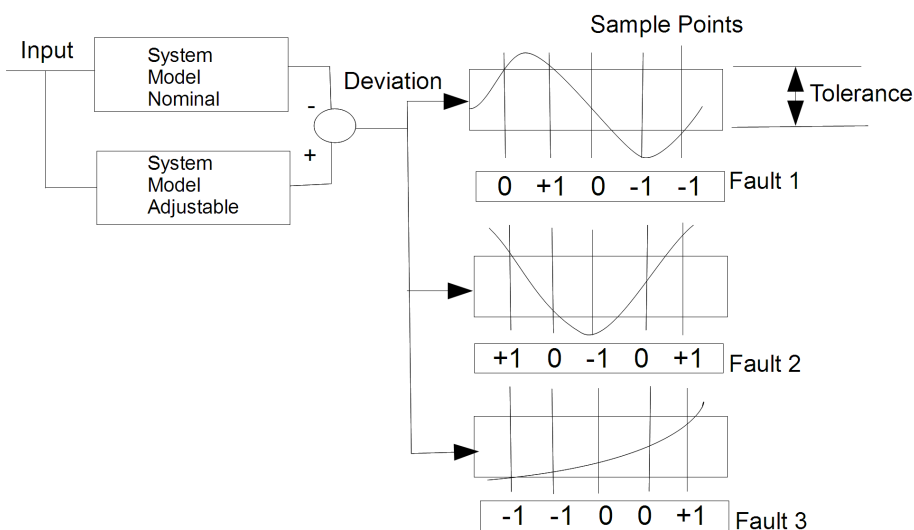 Sample Points
Input
System
Model
Nominal
Deviation
-
+
Tolerance
System
Model
Adjustable
0 +1 0 -1 -1
Fault 1
+1 0 -1 0 +1
Fault 2
-1 -1 0 0 +1
Fault 3